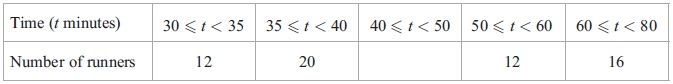 Time (t minutes) 30 ⩽ t < 35 35 ⩽ t < 40 40 ⩽ t < 50 50 ⩽ t < 60 60 ⩽ t < 80
Number of runners 12 20 12 16